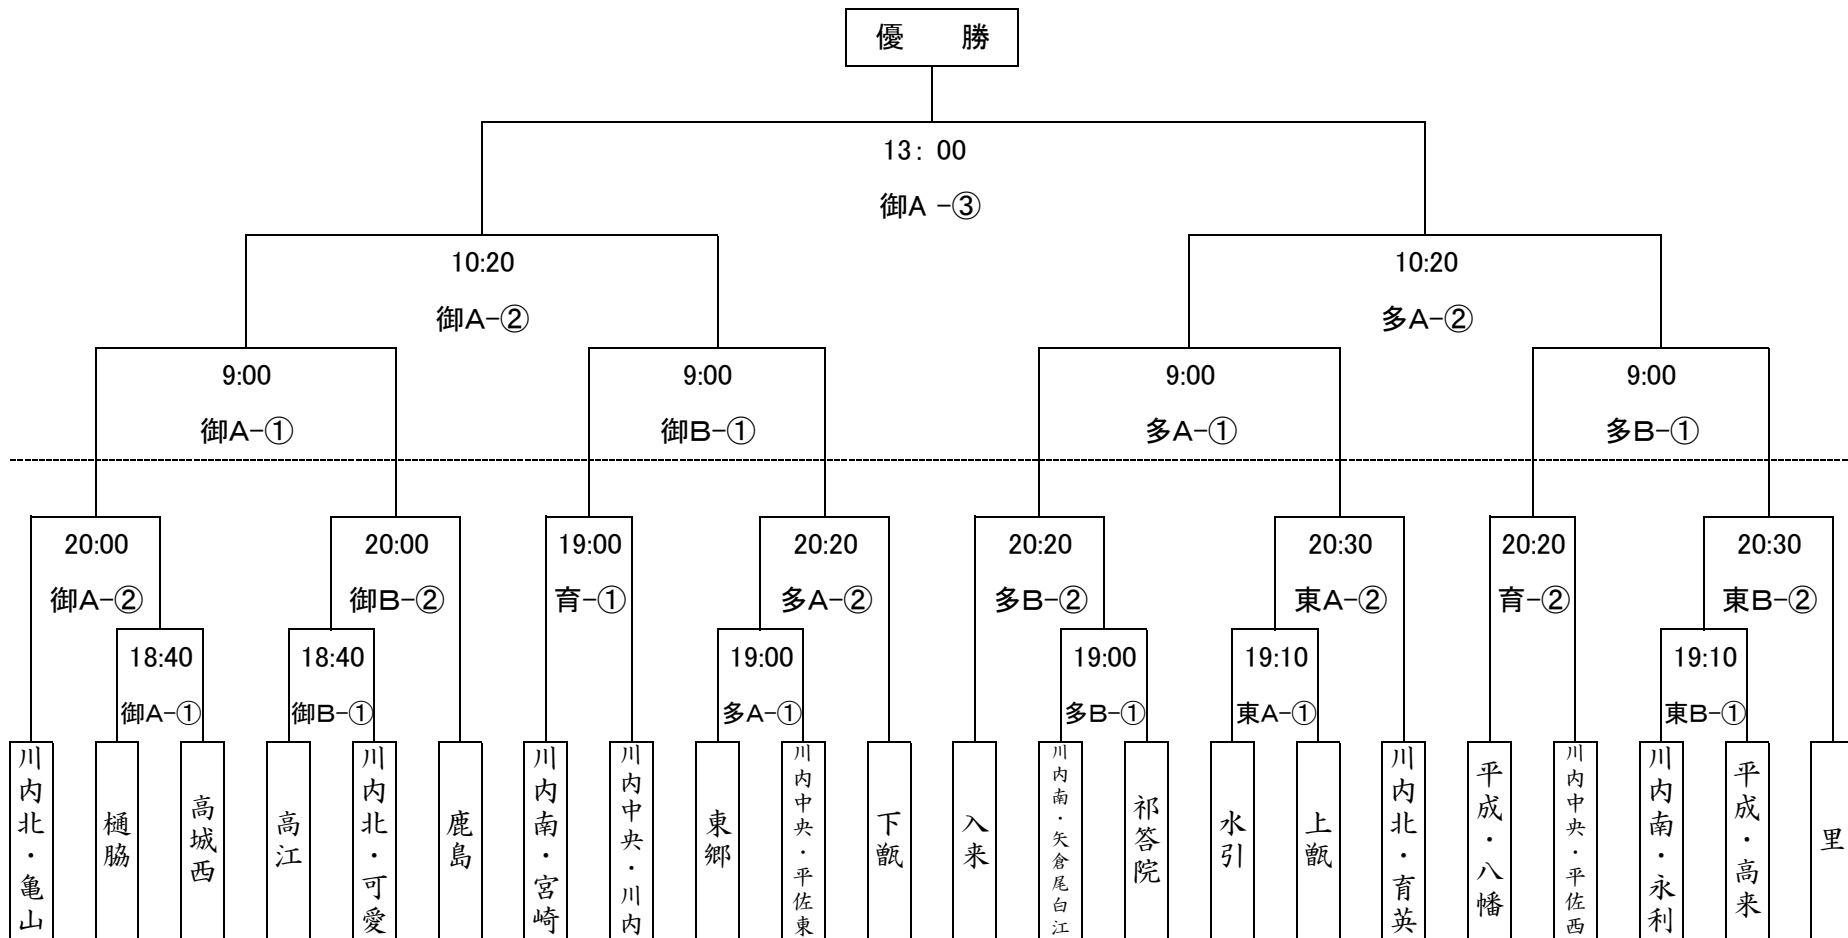 優　勝
13: 00
御A -③
10:20
10:20
御A-②
多A-②
9:00
9:00
9:00
9:00
御A-①
御B-①
多A-①
多B-①
20:00
20:00
19:00
20:20
20:20
20:30
20:20
20:30
御A-②
御B-②
育-①
多A-②
多B-②
東A-②
育-②
東B-②
18:40
18:40
19:00
19:00
19:10
19:10
御A-①
御B-①
多A-①
多B-①
東A-①
東B-①
川内北・亀山
樋脇
高城西
高江
川内北・可愛
鹿島
川内南・宮崎
川内中央・川内
東郷
川内中央・平佐東
下甑
入来
川内南・矢倉尾白江
祁答院
水引
上甑
川内北・育英
平成・八幡
川内中央・平佐西
川内南・永利
平成・高来
里